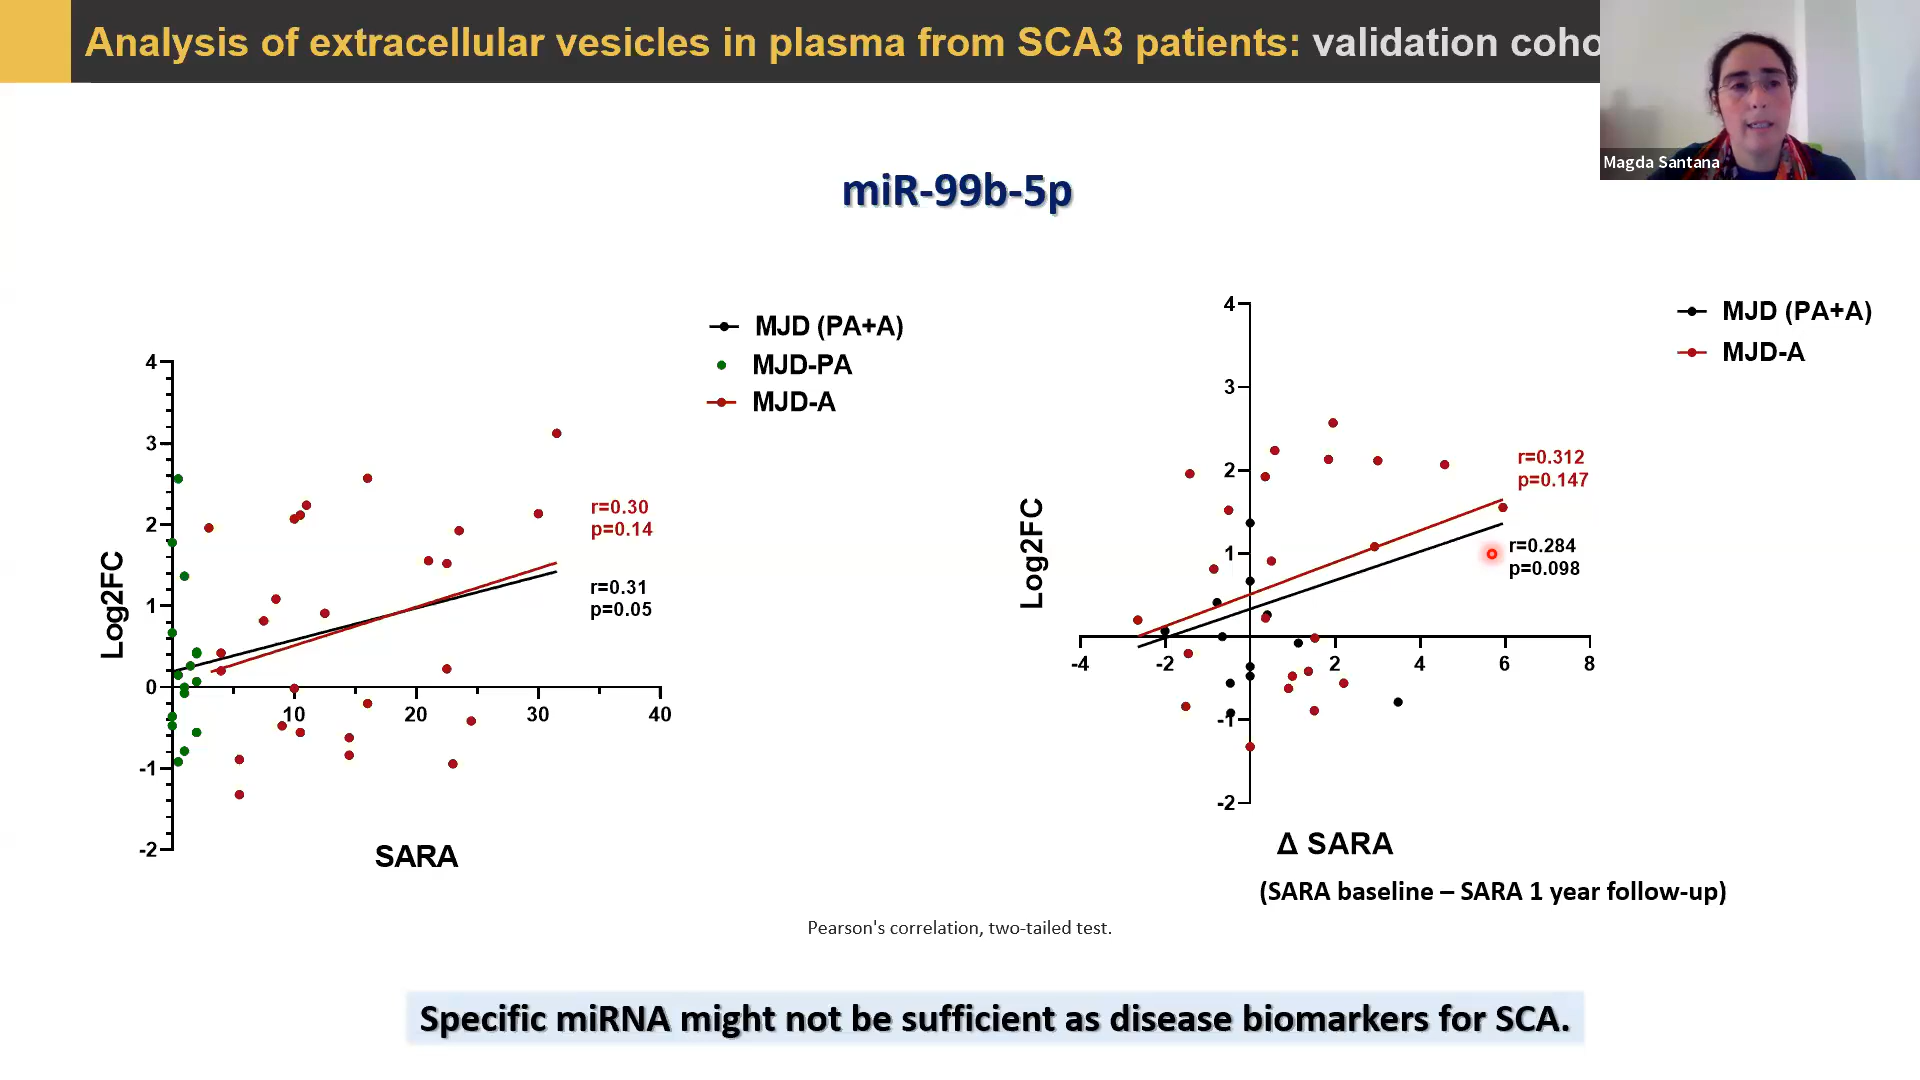 Analysis of extracellular vesicles in plasma from SCA3 patients: validation coho
Magda Santana
miR-99b-5p
MJD (PA+A)
MJD-PA
MJD-A
4
3
2
1
0
-1
-2
10
20
30
40
Log2FC
SARA
r=0.30
p=0.14
r=0.31
p=0.05
MJD (PA+A)
MJD-A
4
3
2
1
-1
-2
-4
-2
2
4
6
8
Log2FC
Δ SARA
(SARA baseline – SARA 1 year follow-up)
r=0.312
p=0.147
r=0.284
p=0.098
Pearson's correlation, two-tailed test.
Specific miRNA might not be sufficient as disease biomarkers for SCA.